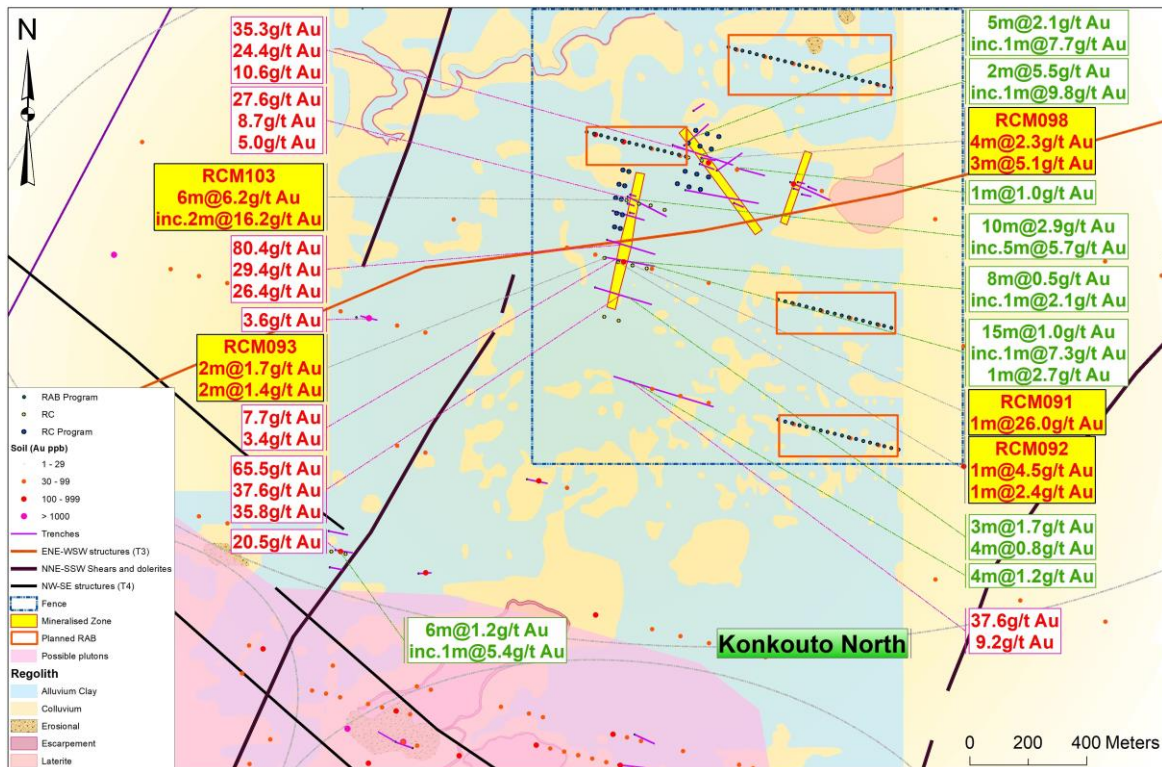 N
35.3g/t Au
24.4g/t Au
10.6g/t Au
27.6g/t Au
8.7g/t Au
5.0g/t Au
RCM103
6m@6.2g/t Au
inc.2m@16.2g/t Au
80.4g/t Au
29.4g/t Au
26.4g/t Au
3.6g/t Au
RCM093
2m@1.7g/t Au
2m@1.4g/t Au
7.7g/t Au
3.4g/t Au
65.5g/t Au
37.6g/t Au
35.8g/t Au
20.5g/t Au
6m@1.2g/t Au
inc.1m@5.4g/t Au
5m@2.1g/t Au
inc.1m@7.7g/t Au
2m@5.5g/t Au
inc.1m@9.8g/t Au
RCM098
4m@2.3g/t Au
3m@5.1g/t Au
1m@1.0g/t Au
10m@2.9g/t Au
inc.5m@5.7g/t Au
8m@0.5g/t Au
inc.1m@2.1g/t Au
15m@1.0g/t Au
inc.1m@7.3g/t Au
1m@2.7g/t Au
RCM091
1m@26.0g/t Au
RCM092
1m@4.5g/t Au
1m@2.4g/t Au
3m@1.7g/t Au
4m@0.8g/t Au
4m@1.2g/t Au
37.6g/t Au
9.2g/t Au
Konkouto North
0 200 400 Meters
RAB Program
RC
RC Program
Soil (Au ppb)
1 - 29
30 - 99
100 - 999
> 1000
Trenches
ENE-WSW structures (T3)
NNE-SSW Shears and dolerites
NW-SE structures (T4)
Fence
Mineralised Zone
Planned RAB
Possible plutons
Regolith
Alluvium Clay
Colluvium
Erosional
Escarpement
Laterite